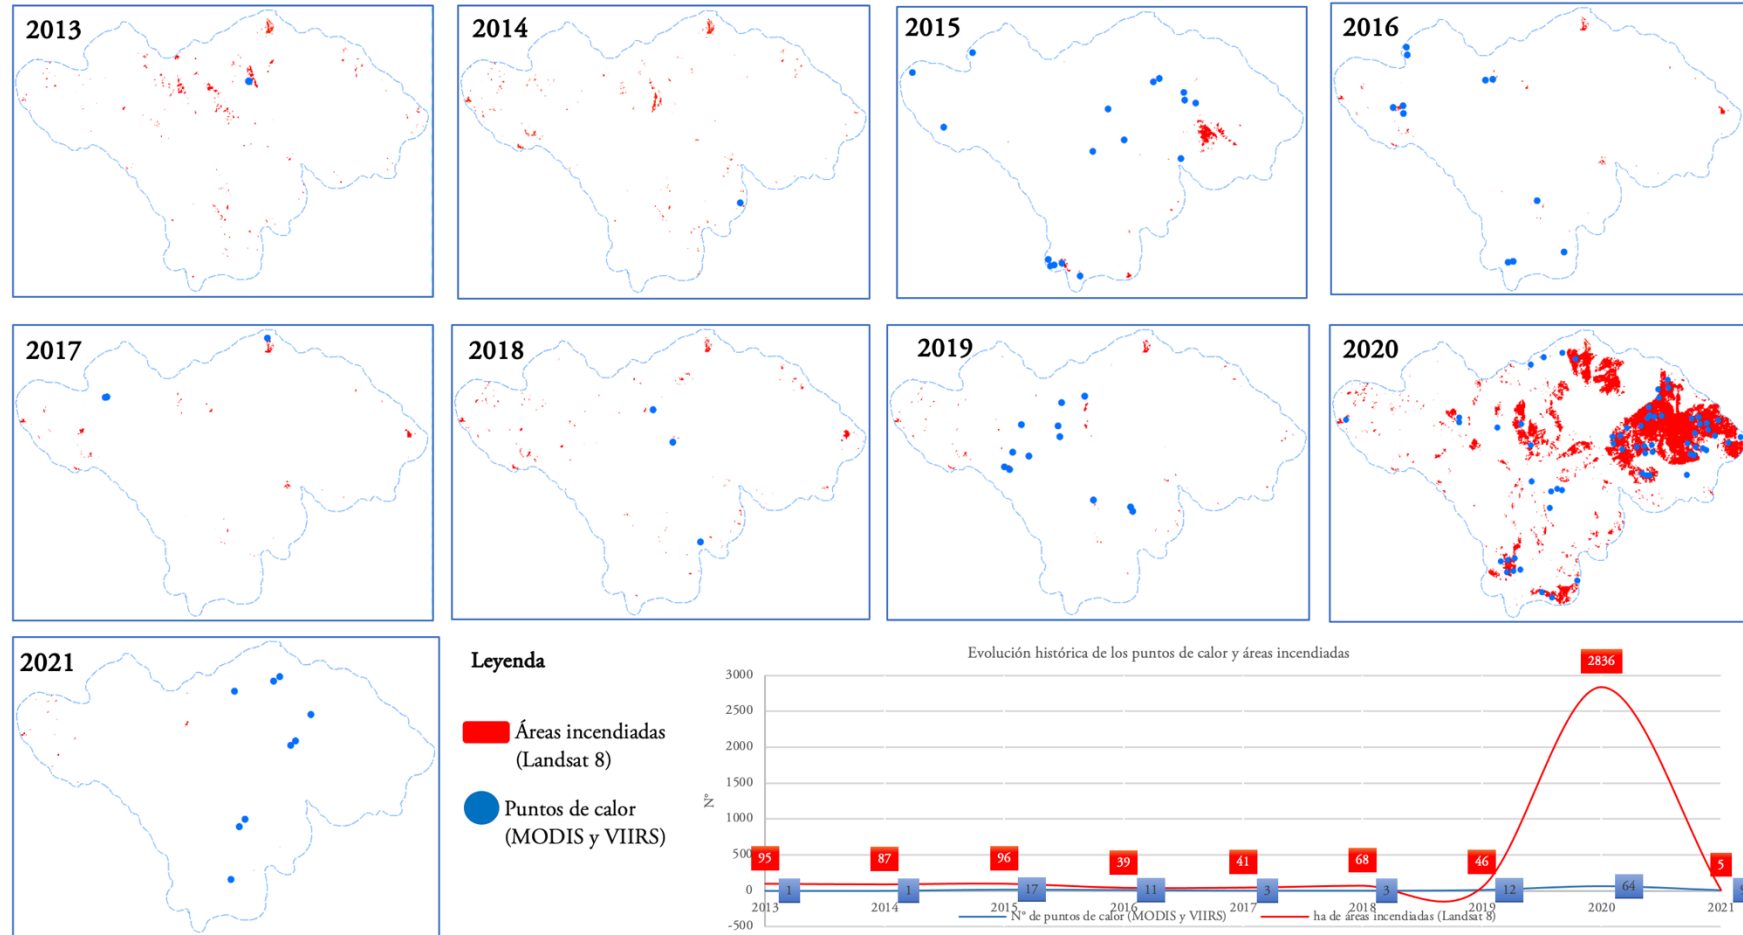 2013
2014
2015
2016
2017
2018
2019
2020
2021
Leyenda
Áreas incendiadas
(Landsat 8)
Puntos de calor
(MODIS y VIIRS)
Evolución histórica de los puntos de calor y áreas incendiadas
N°
3000
2500
2000
1500
1000
500
0
-500
95 87 96 39 41 68 46 2836 5
1 1 17 11 3 3 12 64
2013 2014 2015 2016 2017 2018 2019 2020 2021
N° de puntos de calor (MODIS y VIIRS) ha de áreas incendiadas (Landsat 8)